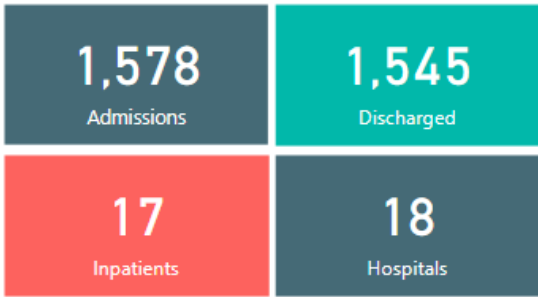 1,578
Admissions
1,545
Discharged
17
Inpatients
18
Hospitals